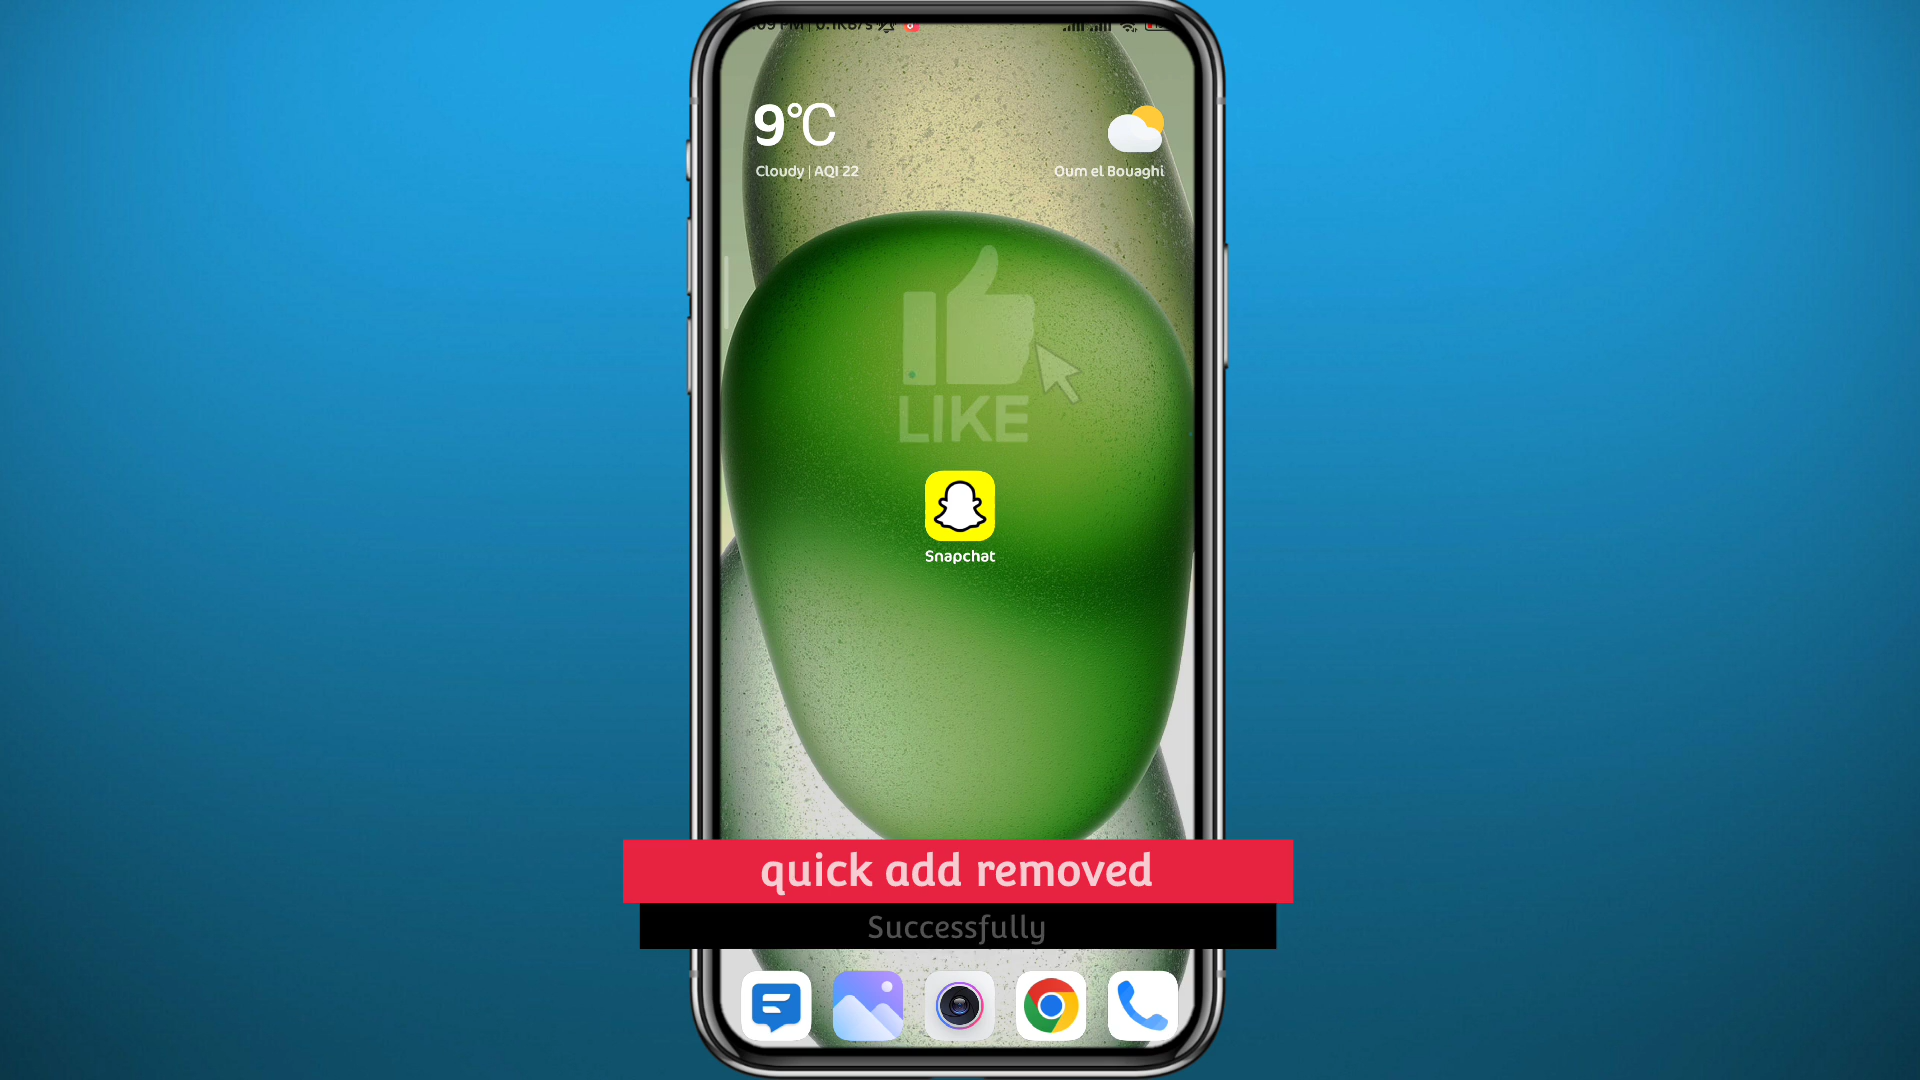 9°C
Cloudy | AQI 22
Oum el Bouaghi
LIKE
Snapchat
quick add removed
Successfully